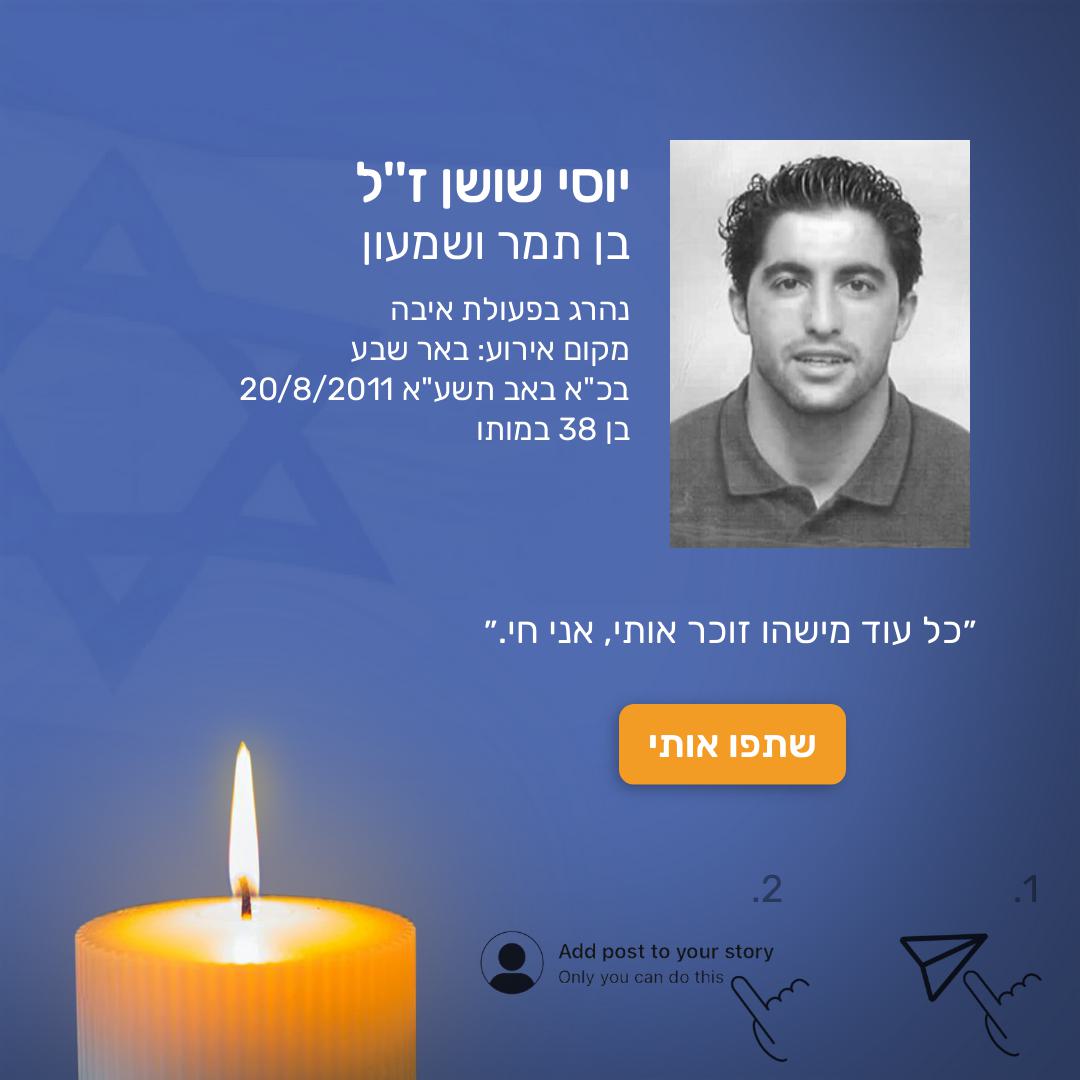 יוסי שושן ז"ל
בן תמר ושמעון
נהרג בפעולת איבה
מקום אירוע: באר שבע
בכ"א באב תשע"א 20/8/2011
בן 38 במותו
״כל עוד מישהו זוכר אותי, אני חי.״
שתפו אותי
1.
2.
Add post to your story
Only you can do this